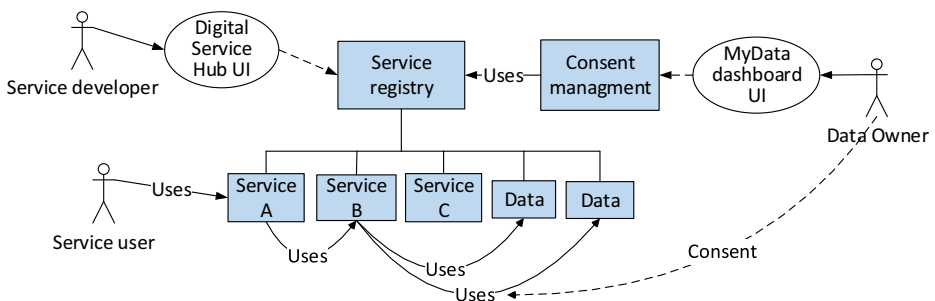 Digital
Service
Hub UI
Service developer
Service
registry
Uses
Consent
managment
MyData
dashboard
UI
Data Owner
Uses
Service user
Service
A
Service
B
Service
C
Data
Data
Uses
Uses
Uses
Consent